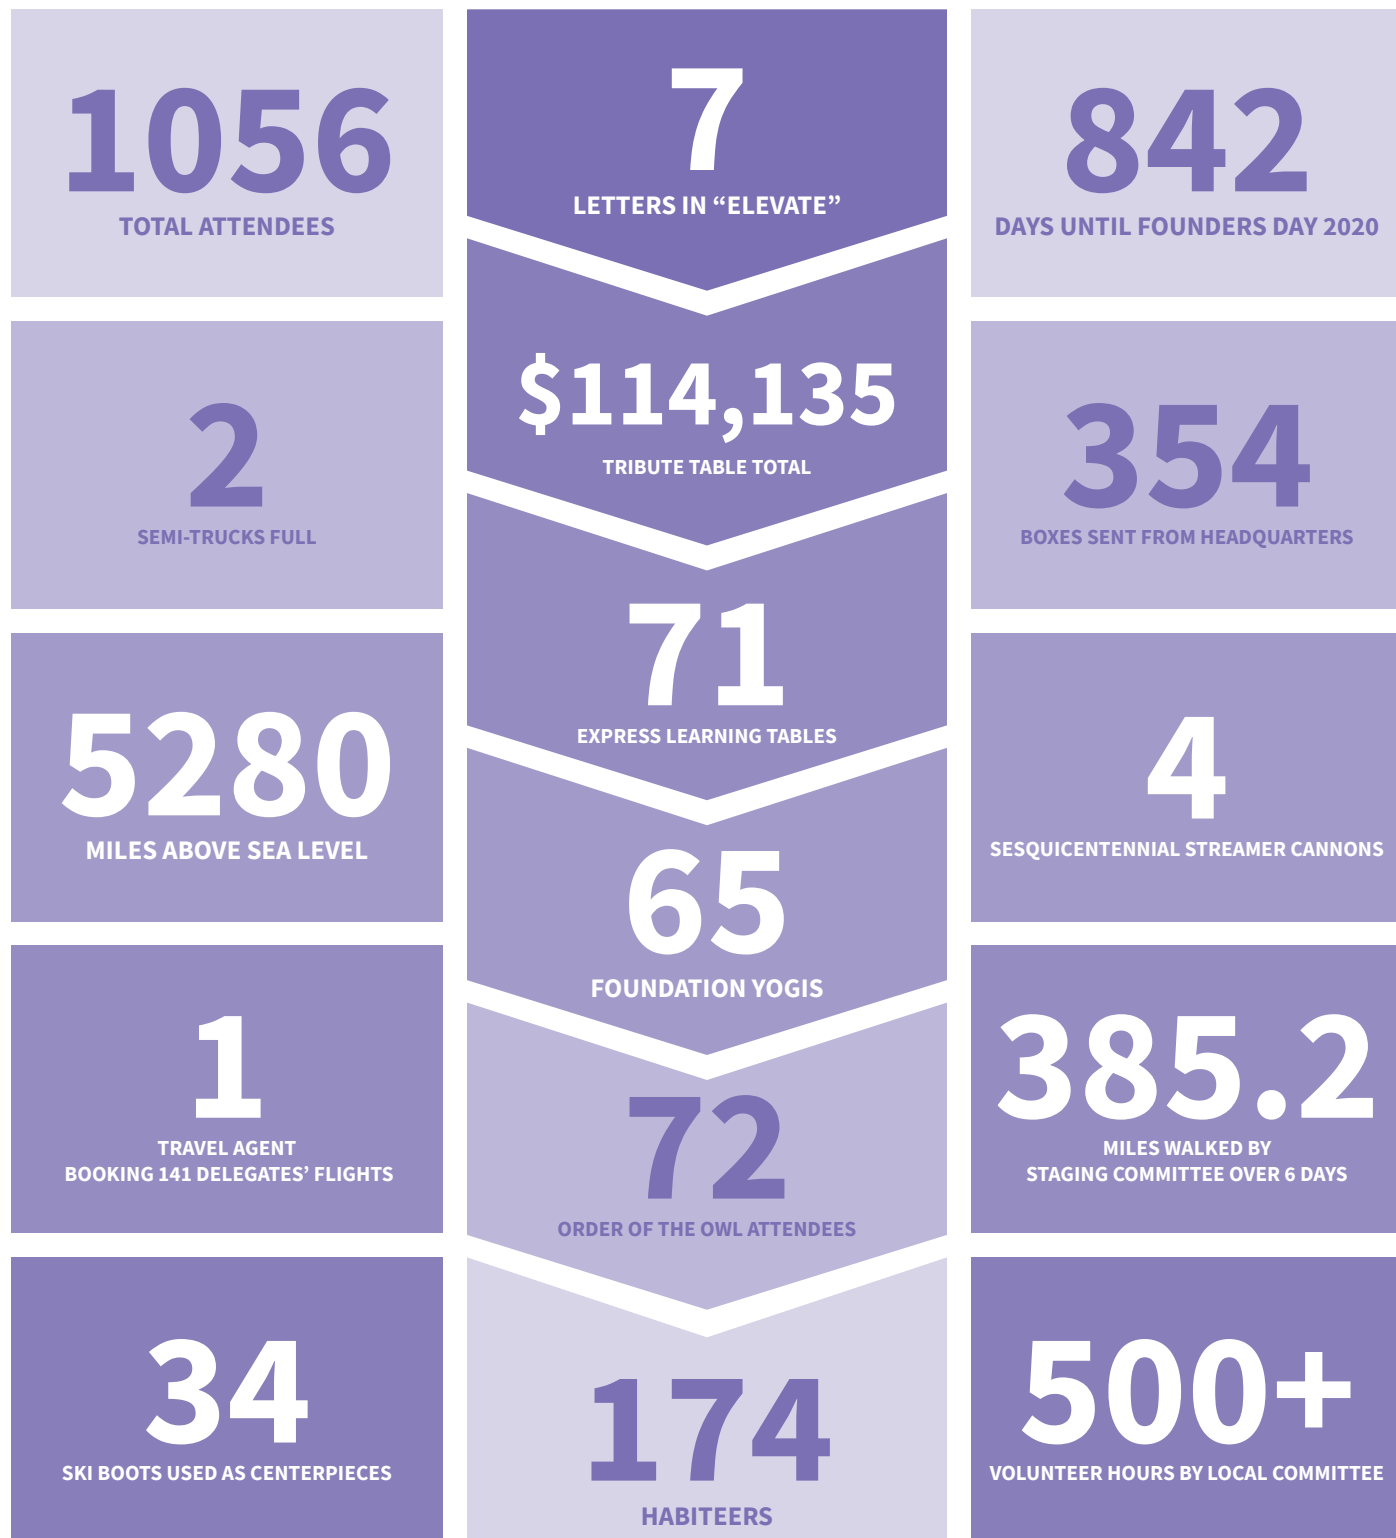 1056
TOTAL ATTENDEES
2
SEMI-TRUCKS FULL
5280
MILES ABOVE SEA LEVEL
1
TRAVEL AGENT
BOOKING 141 DELEGATES’ FLIGHTS
34
SKI BOOTS USED AS CENTERPIECES
7
LETTERS IN “ELEVATE”
$114,135
TRIBUTE TABLE TOTAL
71
EXPRESS LEARNING TABLES
65
FOUNDATION YOGIS
72
ORDER OF THE OWL ATTENDEES
174
HABITEERS
842
DAYS UNTIL FOUNDERS DAY 2020
354
BOXES SENT FROM HEADQUARTERS
4
SESQUICENTENNIAL STREAMER CANNONS
385.2
MILES WALKED BY
STAGING COMMITTEE OVER 6 DAYS
500+
VOLUNTEER HOURS BY LOCAL COMMITTEE